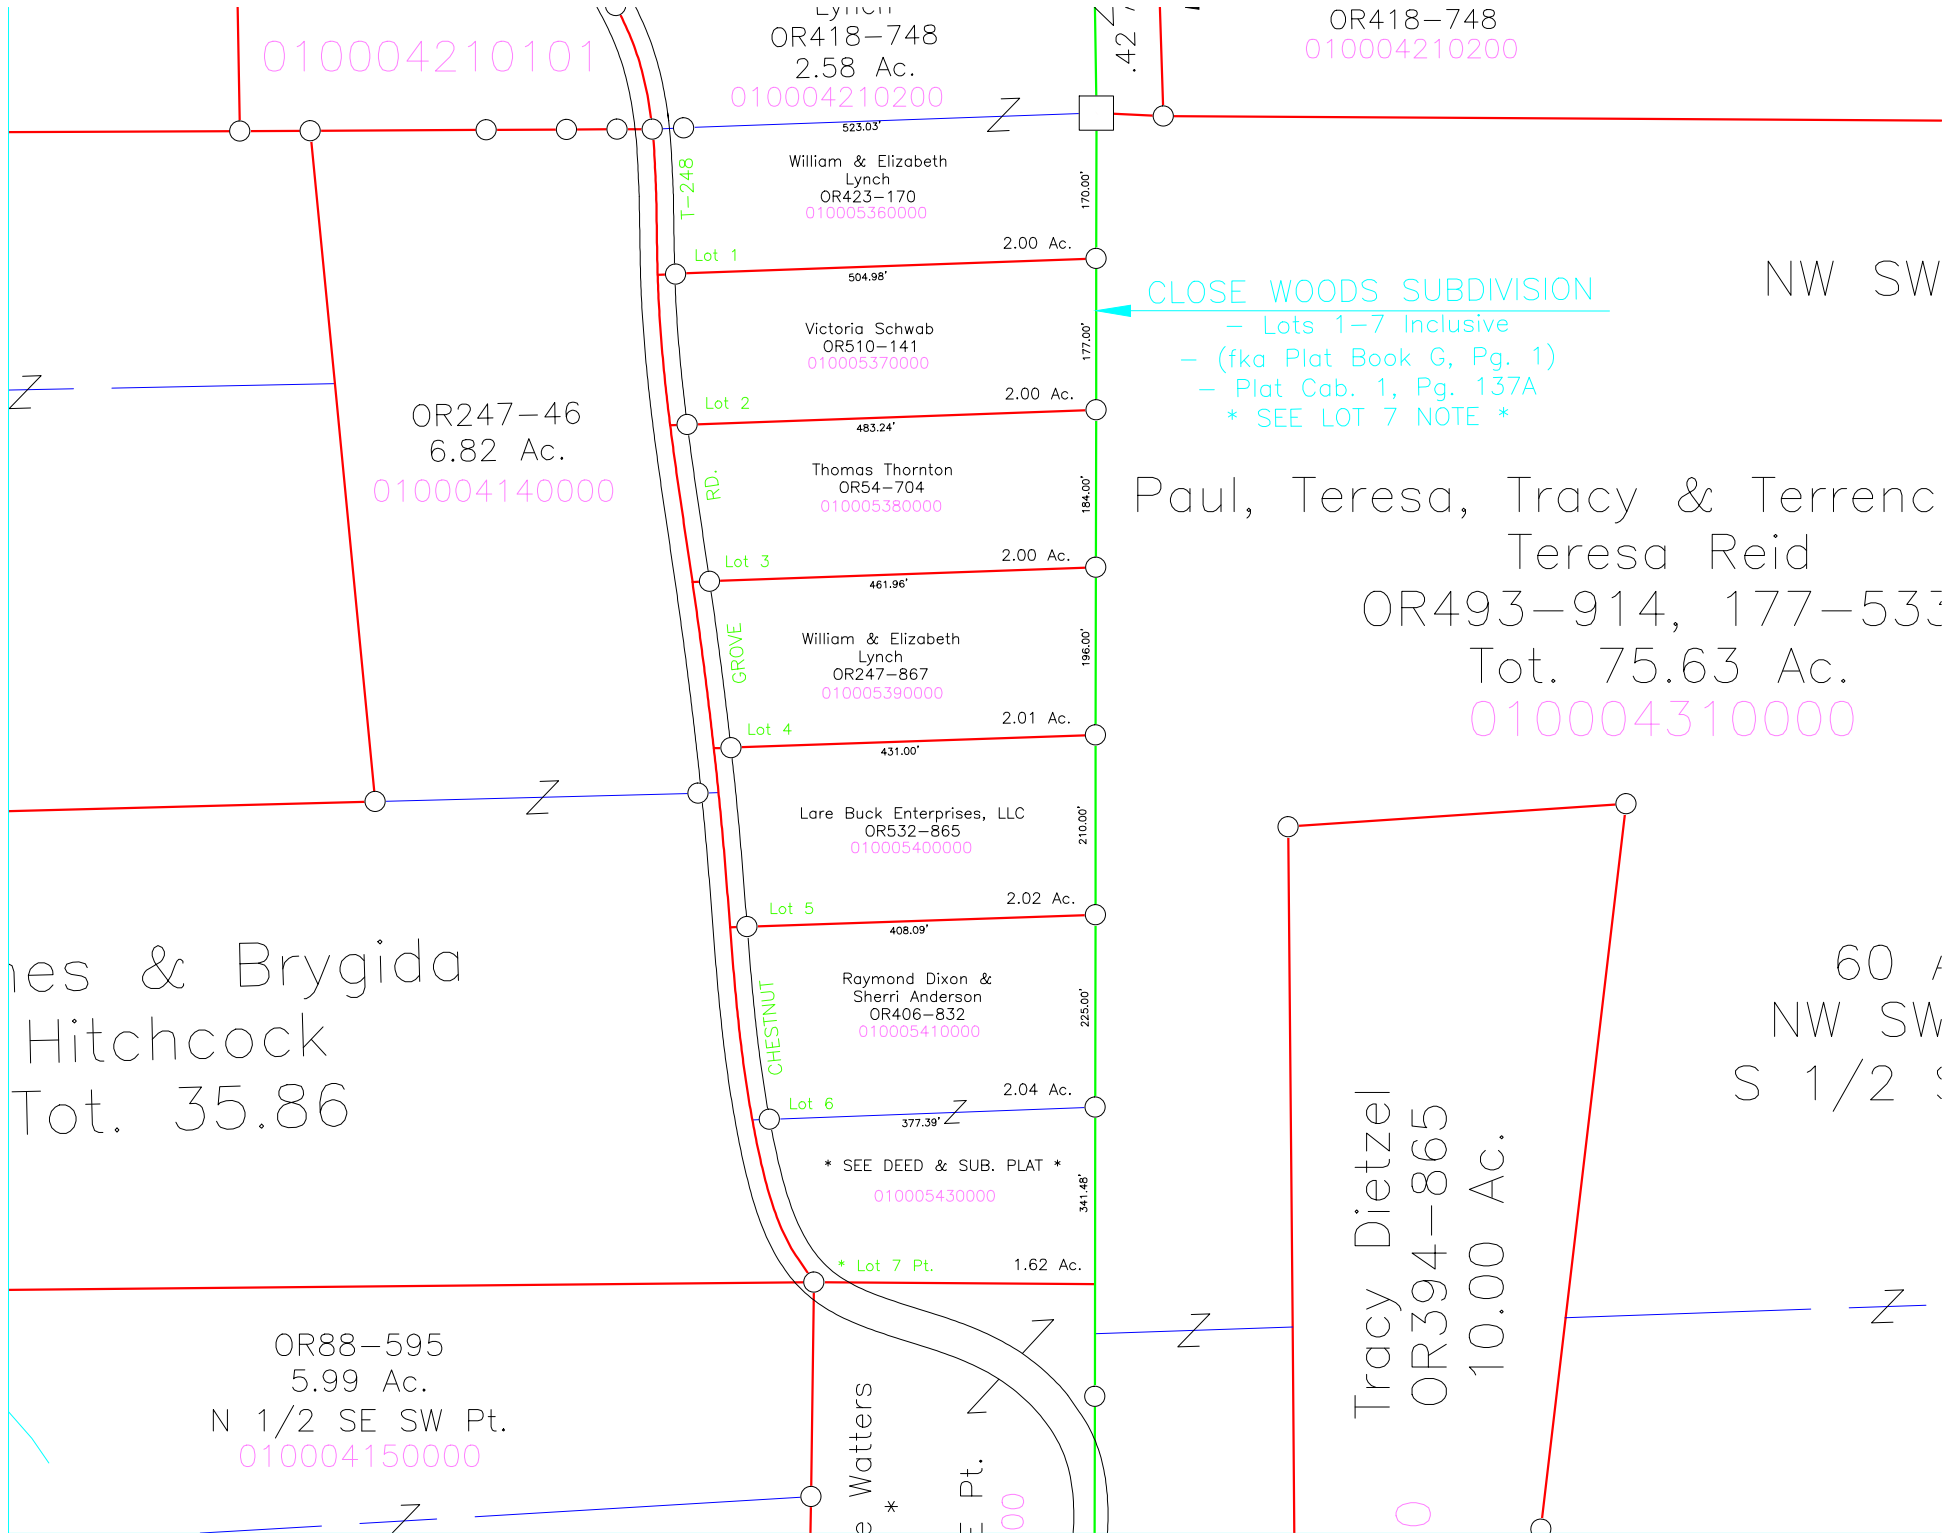 010004210101
Lynch
OR418-748
2.58 Ac.
010004210200
.42
OR418-748
010004210200
523.03'
T-248
William & Elizabeth
Lynch
OR423-170
010005360000
170.00'
Lot 1
2.00 Ac.
504.98'
CLOSE WOODS SUBDIVISION
- Lots 1-7 Inclusive
- (fka Plat Book G, Pg. 1)
- Plat Cab. 1, Pg. 137A
* SEE LOT 7 NOTE *
NW SW
Victoria Schwab
OR510-141
010005370000
177.00'
Lot 2
2.00 Ac.
483.24'
OR247-46
6.82 Ac.
010004140000
RD.
Thomas Thornton
OR54-704
010005380000
184.00'
Lot 3
2.00 Ac.
461.96'
Paul, Teresa, Tracy & Terrenc
Teresa Reid
OR493-914, 177-533
Tot. 75.63 Ac.
010004310000
GROVE
William & Elizabeth
Lynch
OR247-867
010005390000
196.00'
Lot 4
2.01 Ac.
431.00'
Lare Buck Enterprises, LLC
OR532-865
010005400000
210.00'
Lot 5
2.02 Ac.
408.09'
nes & Brygida
Hitchcock
Tot. 35.86
CHESTNUT
Raymond Dixon &
Sherri Anderson
OR406-832
010005410000
225.00'
Lot 6
2.04 Ac.
377.39'
60
NW SW
S 1/2
* SEE DEED & SUB. PLAT *
010005430000
341.48'
* Lot 7 Pt.
1.62 Ac.
Tracy Dietzel
OR394-865
10.00 Ac.
OR88-595
5.99 Ac.
N 1/2 SE SW Pt.
010004150000
e Watters
*
E Pt.
00
0